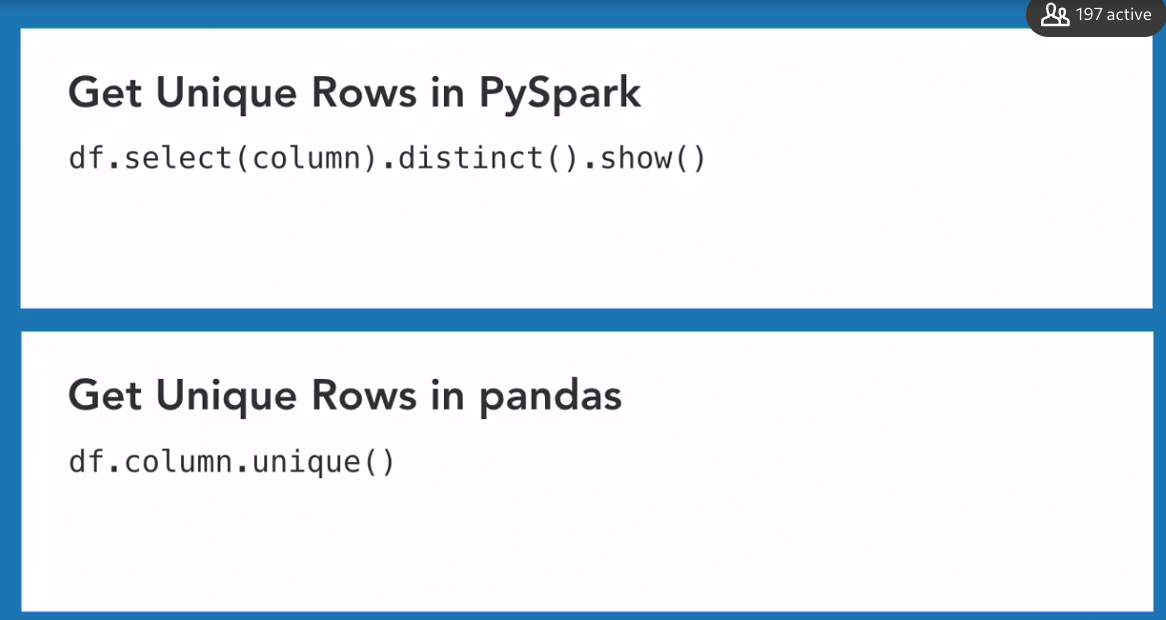 197 active
Get Unique Rows in PySpark
df.select(column).distinct().show()
Get Unique Rows in pandas
df.column.unique()